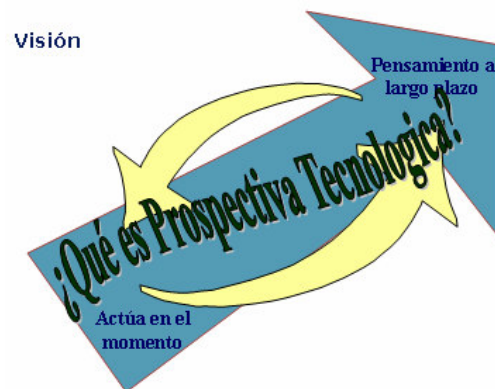 Visión
Pensamiento a
largo plazo
¿Qué es Prospectiva Tecnologica?
Actúa en el
momento